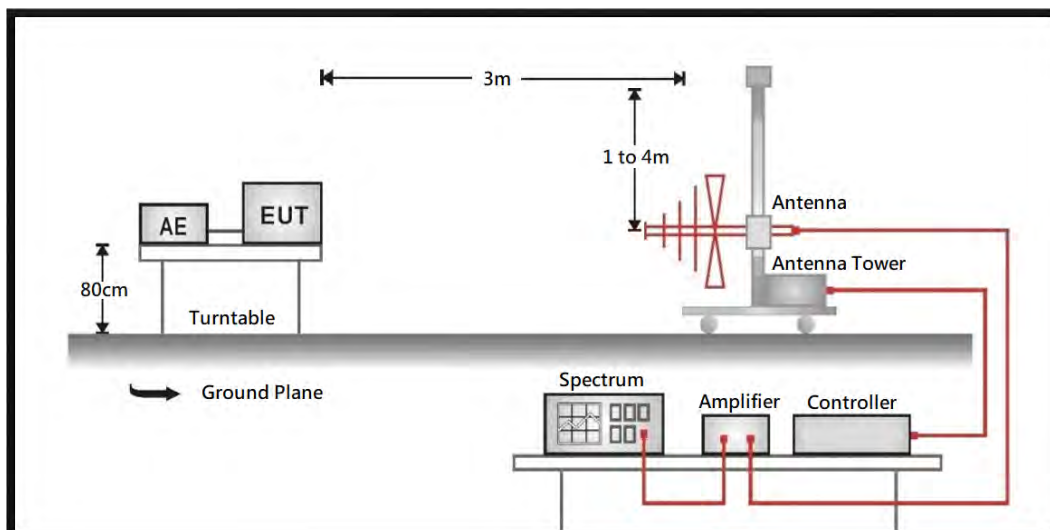 3m
1 to 4m
Antenna
AE
EUT
Antenna Tower
80cm
Turntable
Ground Plane
Spectrum
Amplifier
Controller